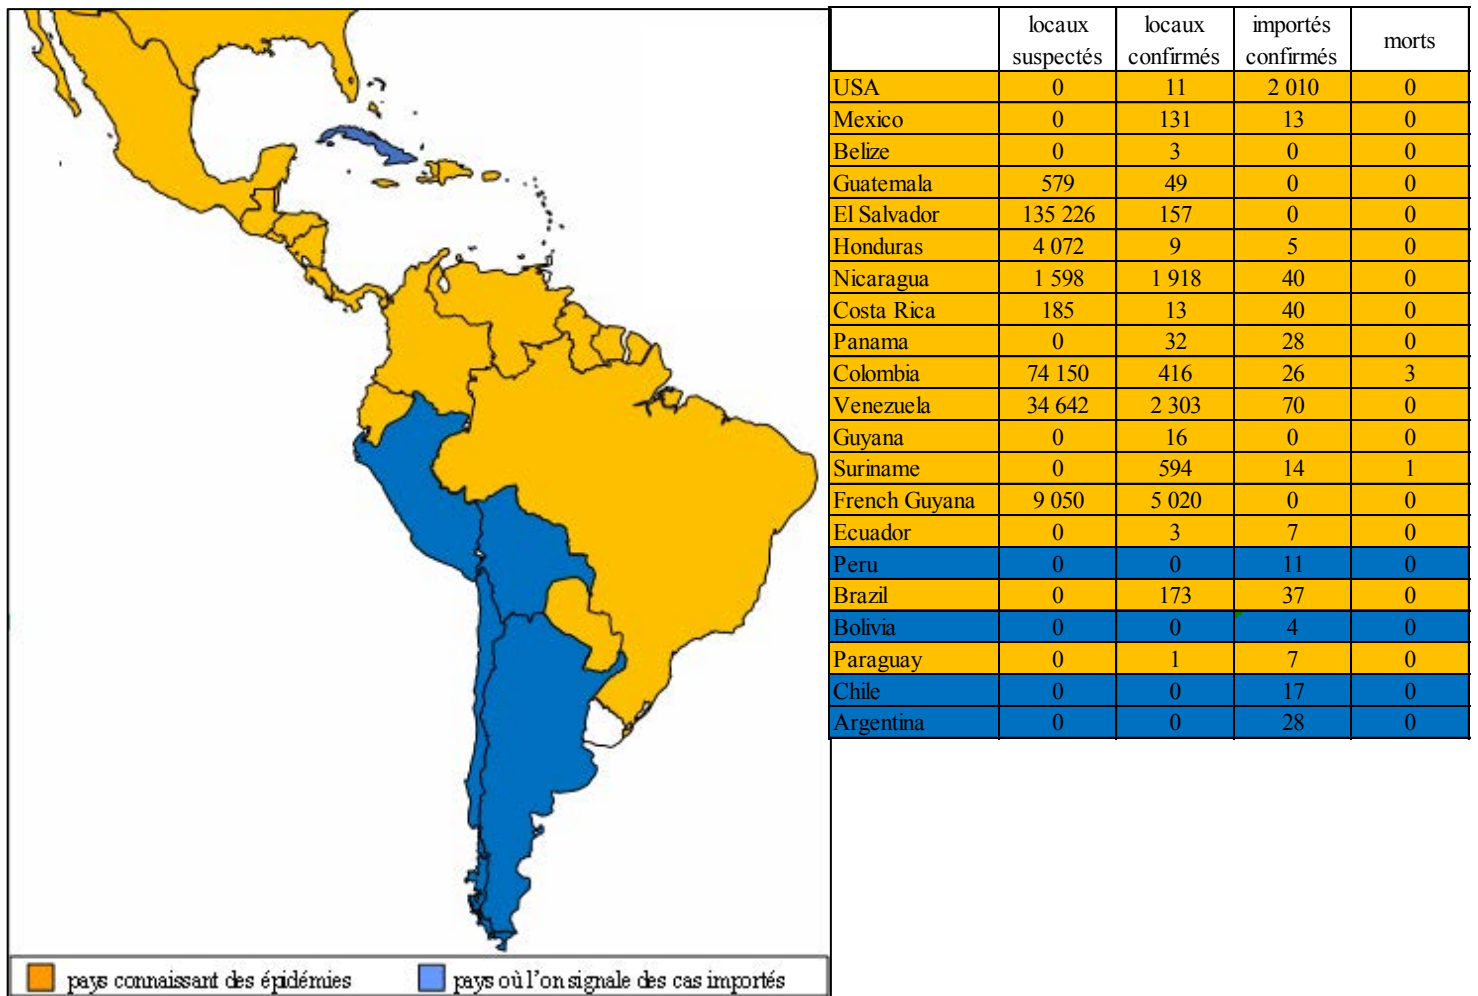 locaux suspectés locaux confirmés importés confirmés morts
USA 0 11 2 010 0
Mexico 0 131 13 0
Belize 0 3 0 0
Guatemala 579 49 0 0
El Salvador 135 226 157 0 0
Honduras 4 072 9 5 0
Nicaragua 1 598 1 918 40 0
Costa Rica 185 13 40 0
Panama 0 32 28 0
Colombia 74 150 416 26 3
Venezuela 34 642 2 303 70 0
Guyana 0 16 0 0
Suriname 0 594 14 1
French Guyana 9 050 5 020 0 0
Ecuador 0 3 7 0
Peru 0 0 11 0
Brazil 0 173 37 0
Bolivia 0 0 4 0
Paraguay 0 1 7 0
Chile 0 0 17 0
Argentina 0 0 28 0
pays connaissant des épidémies
pays où l'on signale des cas importés